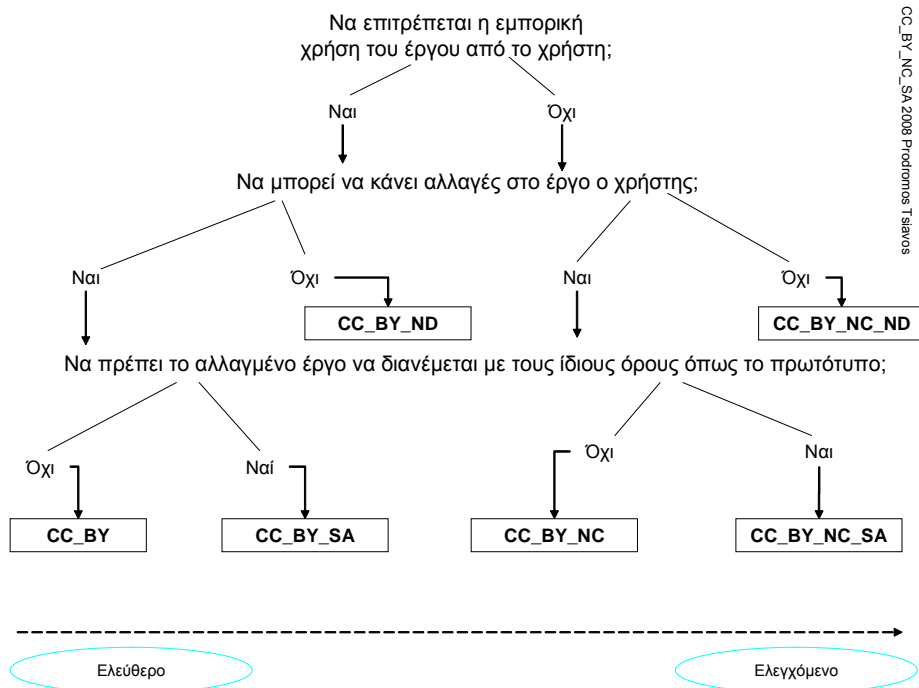 Να επιτρέπεται η εμπορική
χρήση του έργου από το χρήστη;
CC_BY_NC_SA 2008 Prodromos Tsiavos
Ναι
Όχι
Να μπορεί να κάνει αλλαγές στο έργο ο χρήστης;
Ναι
Όχι
Ναι
Όχι
CC_BY_ND
CC_BY_NC_ND
Να πρέπει το αλλαγμένο έργο να διανέμεται με τους ίδιους όρους όπως το πρωτότυπο;
Όχι
Ναί
Όχι
Ναι
CC_BY
CC_BY_SA
CC_BY_NC
CC_BY_NC_SA
Ελεύθερο
Ελεγχόμενο